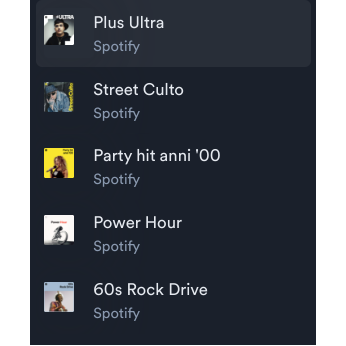 Plus Ultra
Spotify
Street Culto
Spotify
Party hit anni '00
Spotify
Power Hour
Spotify
60s Rock Drive
Spotify